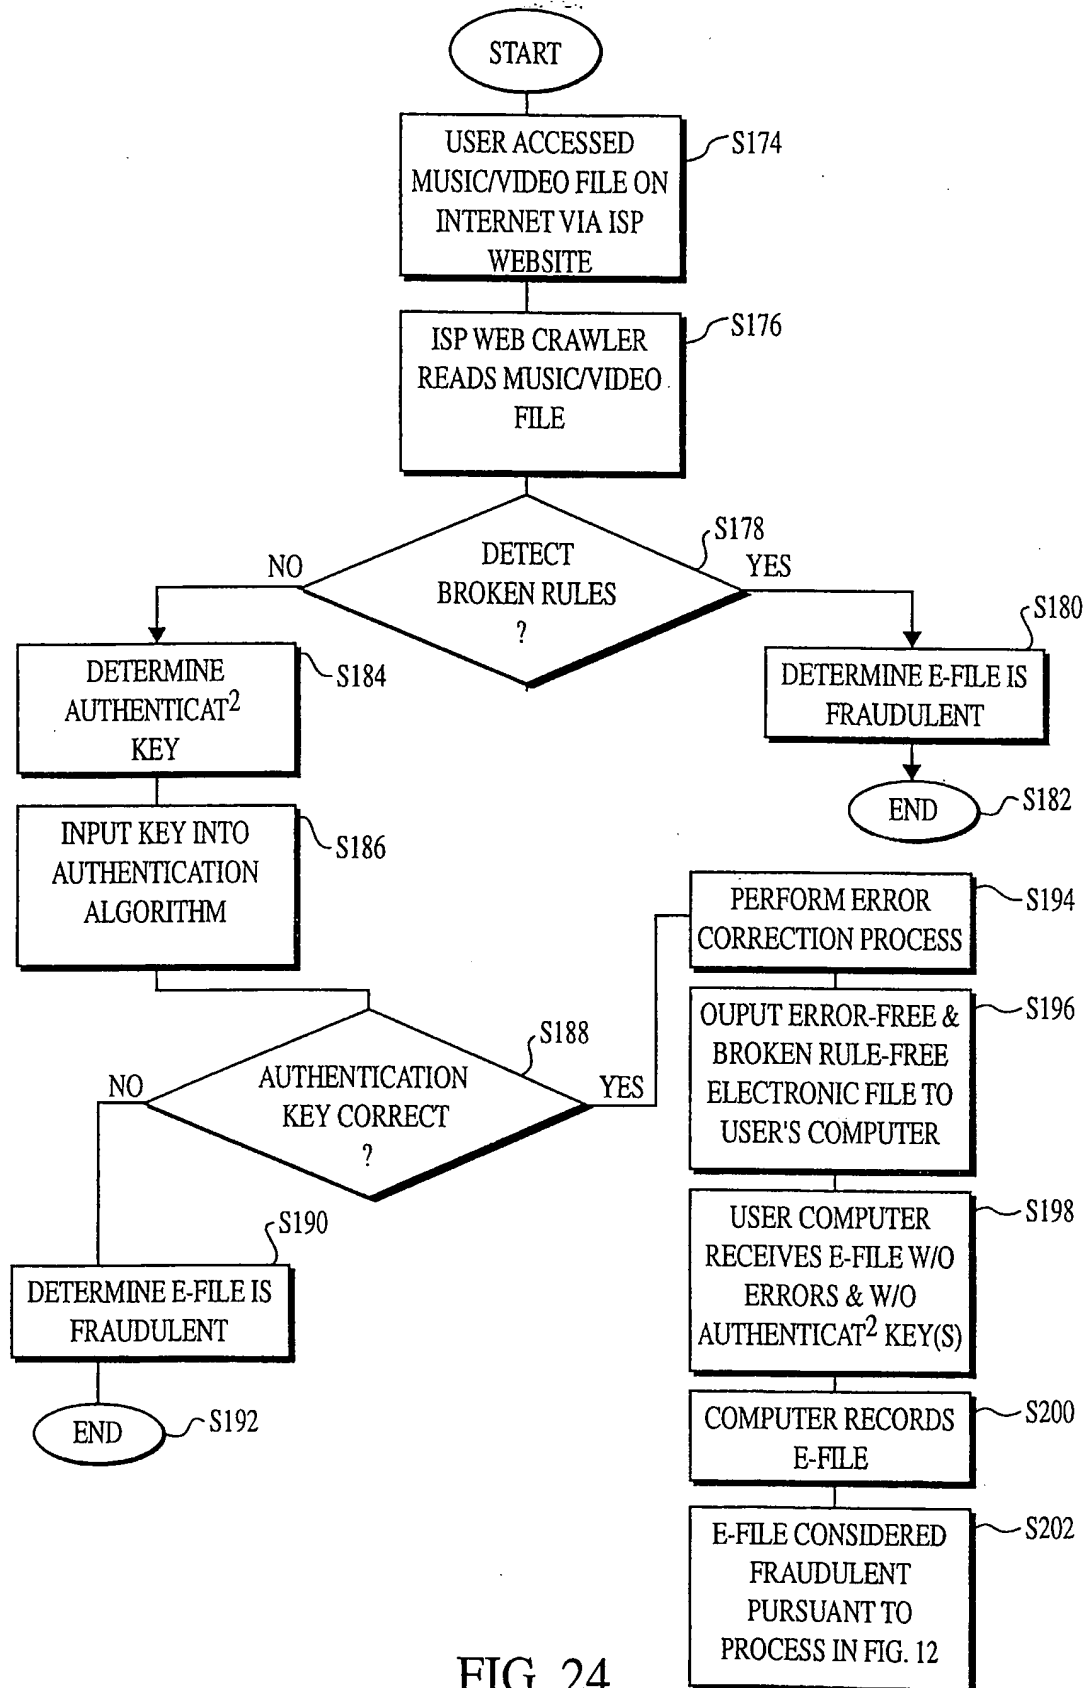 START
USER ACCESSED
MUSIC/VIDEO FILE ON
INTERNET VIA ISP
WEBSITE
S174
ISP WEB CRAWLER
READS MUSIC/VIDEO
FILE
S176
DETECT
BROKEN RULES
?
S178
NO
YES
DETERMINE E-FILE IS
FRAUDULENT
S180
END
S182
DETERMINE
AUTHENTICAT²
KEY
S184
INPUT KEY INTO
AUTHENTICATION
ALGORITHM
S186
AUTHENTICATION
KEY CORRECT
?
S188
NO
YES
DETERMINE E-FILE IS
FRAUDULENT
S190
END
S192
PERFORM ERROR
CORRECTION PROCESS
S194
OUPUT ERROR-FREE &
BROKEN RULE-FREE
ELECTRONIC FILE TO
USER'S COMPUTER
S196
USER COMPUTER
RECEIVES E-FILE W/O
ERRORS & W/O
AUTHENTICAT² KEY(S)
S198
COMPUTER RECORDS
E-FILE
S200
E-FILE CONSIDERED
FRAUDULENT
PURSUANT TO
PROCESS IN FIG. 12
S202
FIG. 24